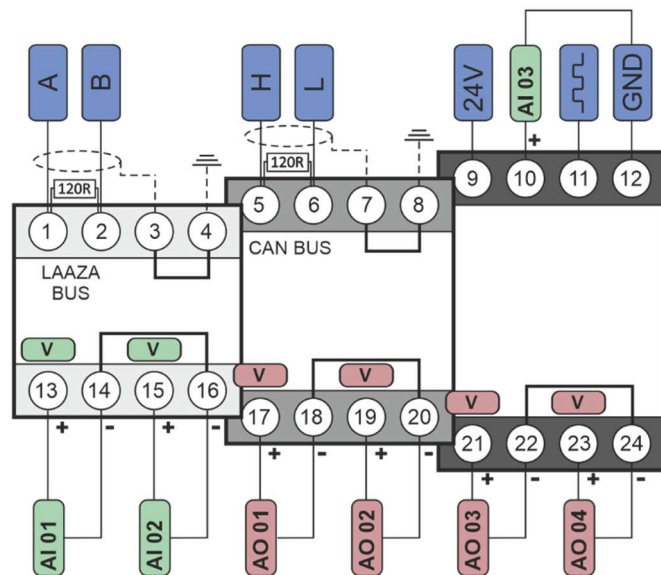 A
B
H
L
24V
AI 03
GND
+
120R
120R
9
10
11
12
5
6
7
8
1
2
3
4
CAN BUS
LAAZA
BUS
V
V
V
V
V
V
13
14
15
16
17
18
19
20
21
22
23
24
+
-
+
-
+
-
+
-
+
-
+
-
AI 01
AI 02
AO 01
AO 02
AO 03
AO 04